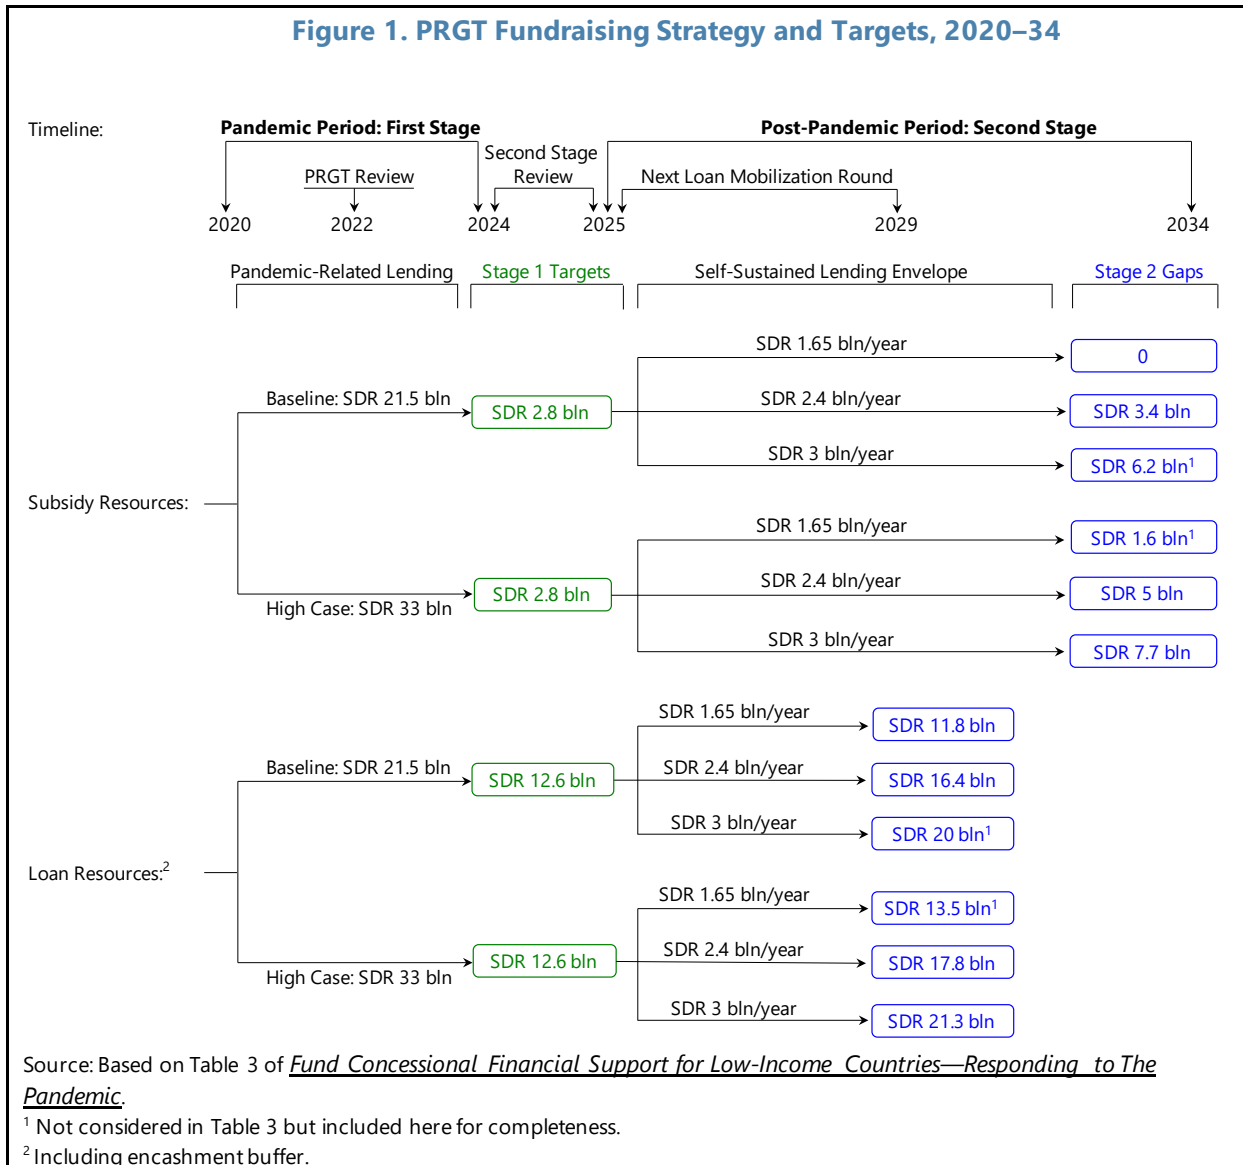 Figure 1. PRGT Fundraising Strategy and Targets, 2020–34
Timeline:
Pandemic Period: First Stage
Post-Pandemic Period: Second Stage
Second Stage
Review
PRGT Review
Next Loan Mobilization Round
2020
2022
2024
2025
2029
2034
Pandemic-Related Lending
Stage 1 Targets
Self-Sustained Lending Envelope
Stage 2 Gaps
Subsidy Resources:
Baseline: SDR 21.5 bln
SDR 2.8 bln
SDR 1.65 bln/year
0
SDR 2.4 bln/year
SDR 3.4 bln
SDR 3 bln/year
SDR 6.2 bln¹
High Case: SDR 33 bln
SDR 2.8 bln
SDR 1.65 bln/year
SDR 1.6 bln¹
SDR 2.4 bln/year
SDR 5 bln
SDR 3 bln/year
SDR 7.7 bln
Loan Resources:²
Baseline: SDR 21.5 bln
SDR 12.6 bln
SDR 1.65 bln/year
SDR 11.8 bln
SDR 2.4 bln/year
SDR 16.4 bln
SDR 3 bln/year
SDR 20 bln¹
High Case: SDR 33 bln
SDR 12.6 bln
SDR 1.65 bln/year
SDR 13.5 bln¹
SDR 2.4 bln/year
SDR 17.8 bln
SDR 3 bln/year
SDR 21.3 bln
Source: Based on Table 3 of Fund Concessional Financial Support for Low-Income Countries—Responding to The
Pandemic.
¹ Not considered in Table 3 but included here for completeness.
² Including encashment buffer.